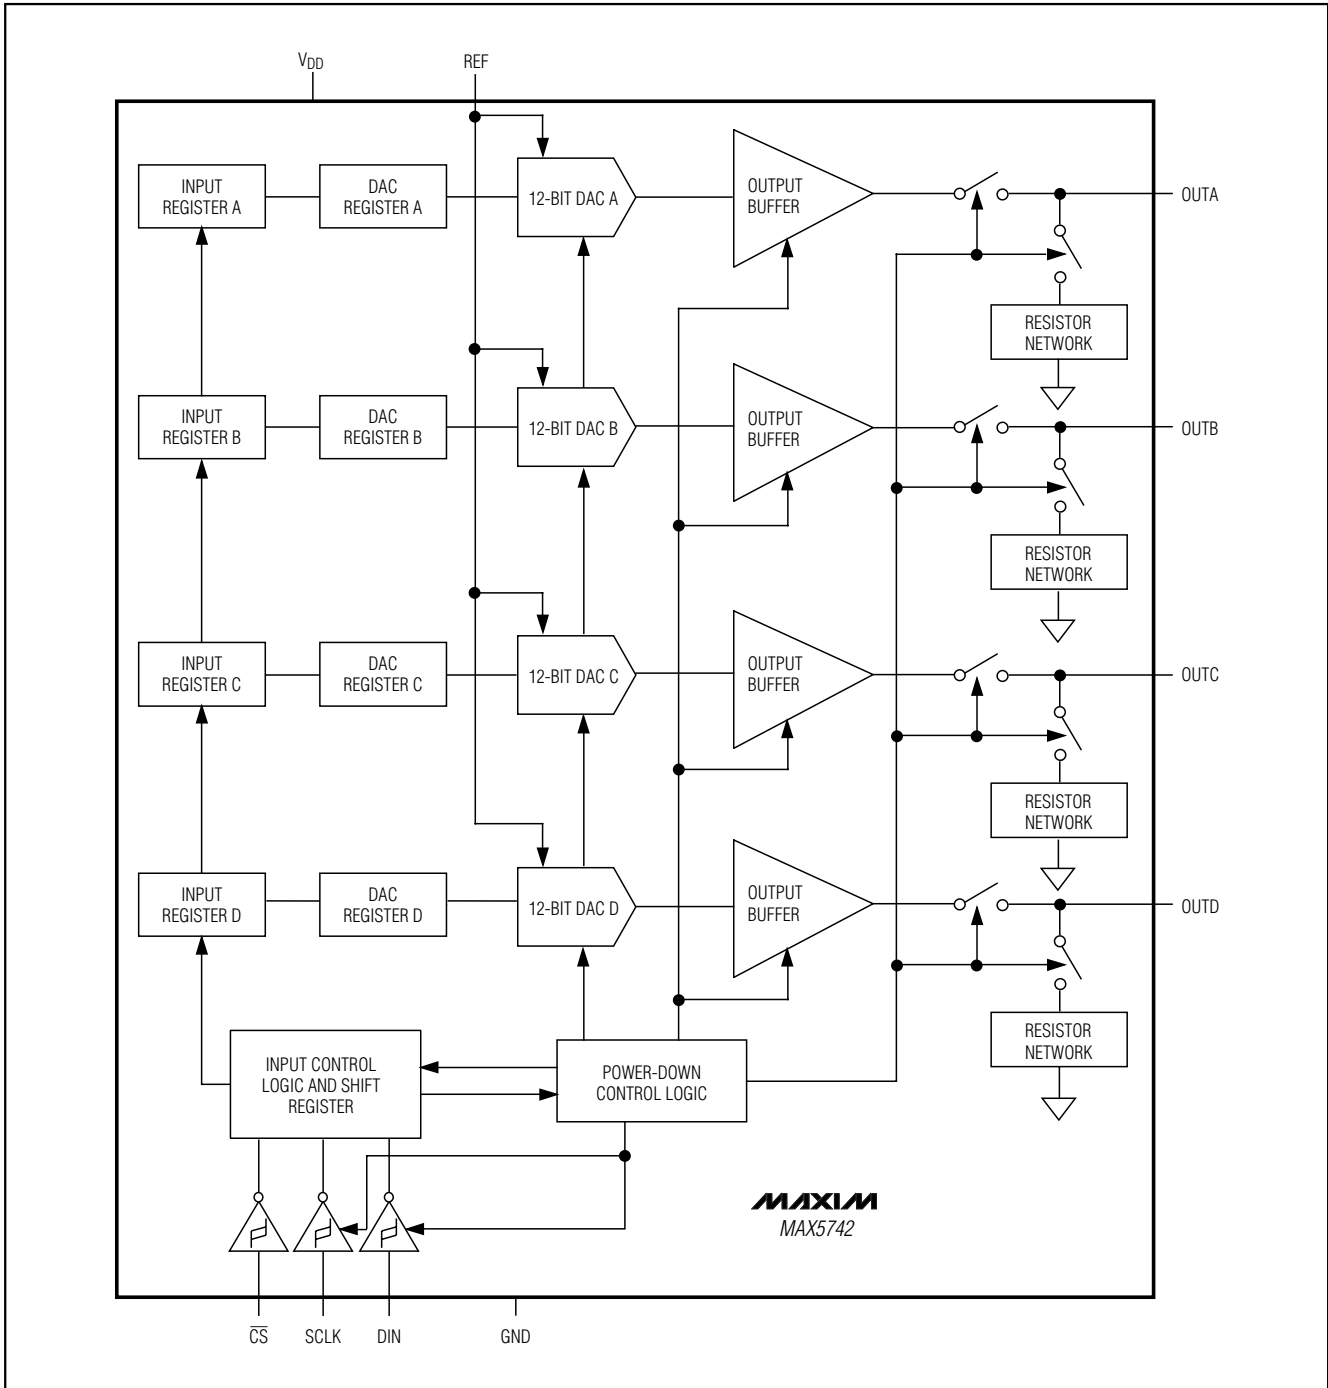 VDD
REF
INPUT
REGISTER A
DAC
REGISTER A
12-BIT DAC A
OUTPUT
BUFFER
OUTA
RESISTOR
NETWORK
INPUT
REGISTER B
DAC
REGISTER B
12-BIT DAC B
OUTPUT
BUFFER
OUTB
RESISTOR
NETWORK
INPUT
REGISTER C
DAC
REGISTER C
12-BIT DAC C
OUTPUT
BUFFER
OUTC
RESISTOR
NETWORK
INPUT
REGISTER D
DAC
REGISTER D
12-BIT DAC D
OUTPUT
BUFFER
OUTD
RESISTOR
NETWORK
INPUT CONTROL
LOGIC AND SHIFT
REGISTER
POWER-DOWN
CONTROL LOGIC
MAXIM
MAX5742
C̅S̅
SCLK
DIN
GND